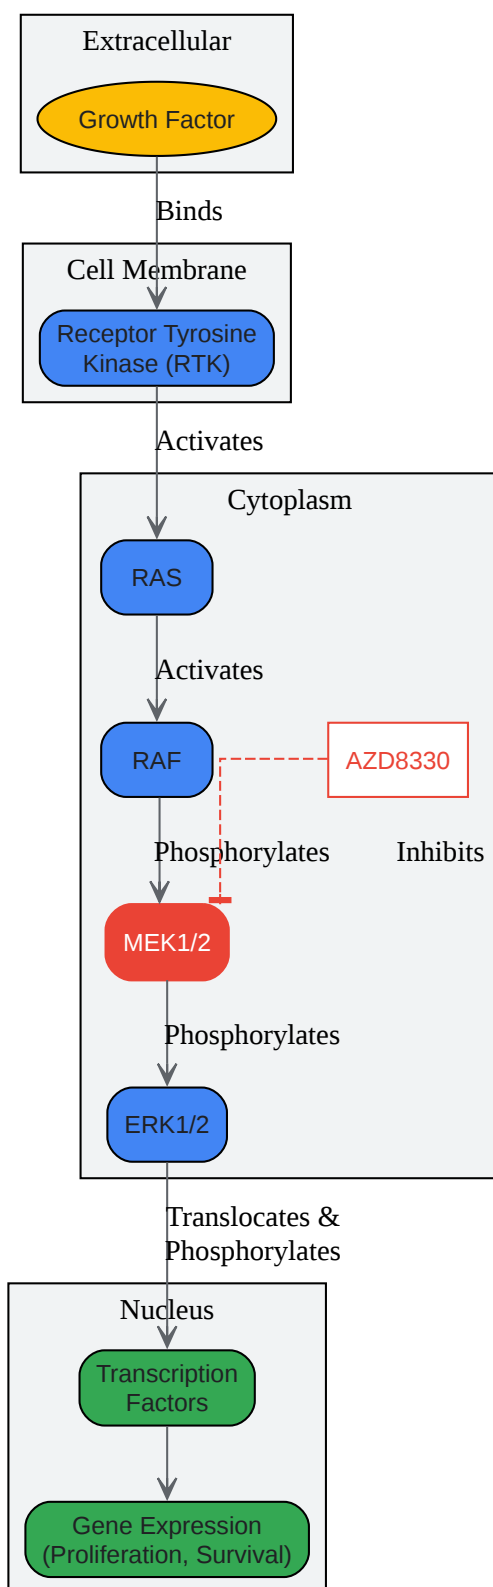 Extracellular
Growth Factor
Binds
Cell Membrane
Receptor Tyrosine
Kinase (RTK)
Activates
Cytoplasm
RAS
Activates
RAF
AZD8330
Phosphorylates
Inhibits
MEK1/2
Phosphorylates
ERK1/2
Translocates &
Phosphorylates
Nucleus
Transcription
Factors
Gene Expression
(Proliferation, Survival)